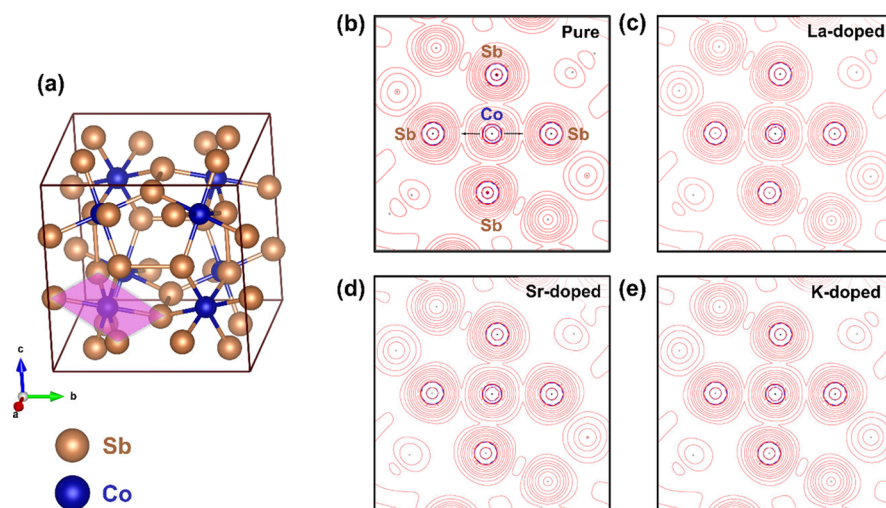 (a)
c
b
a
Sb
Co
(b)
Pure
Sb
Co
Sb
Sb
Sb
(c)
La-doped
(d)
Sr-doped
(e)
K-doped